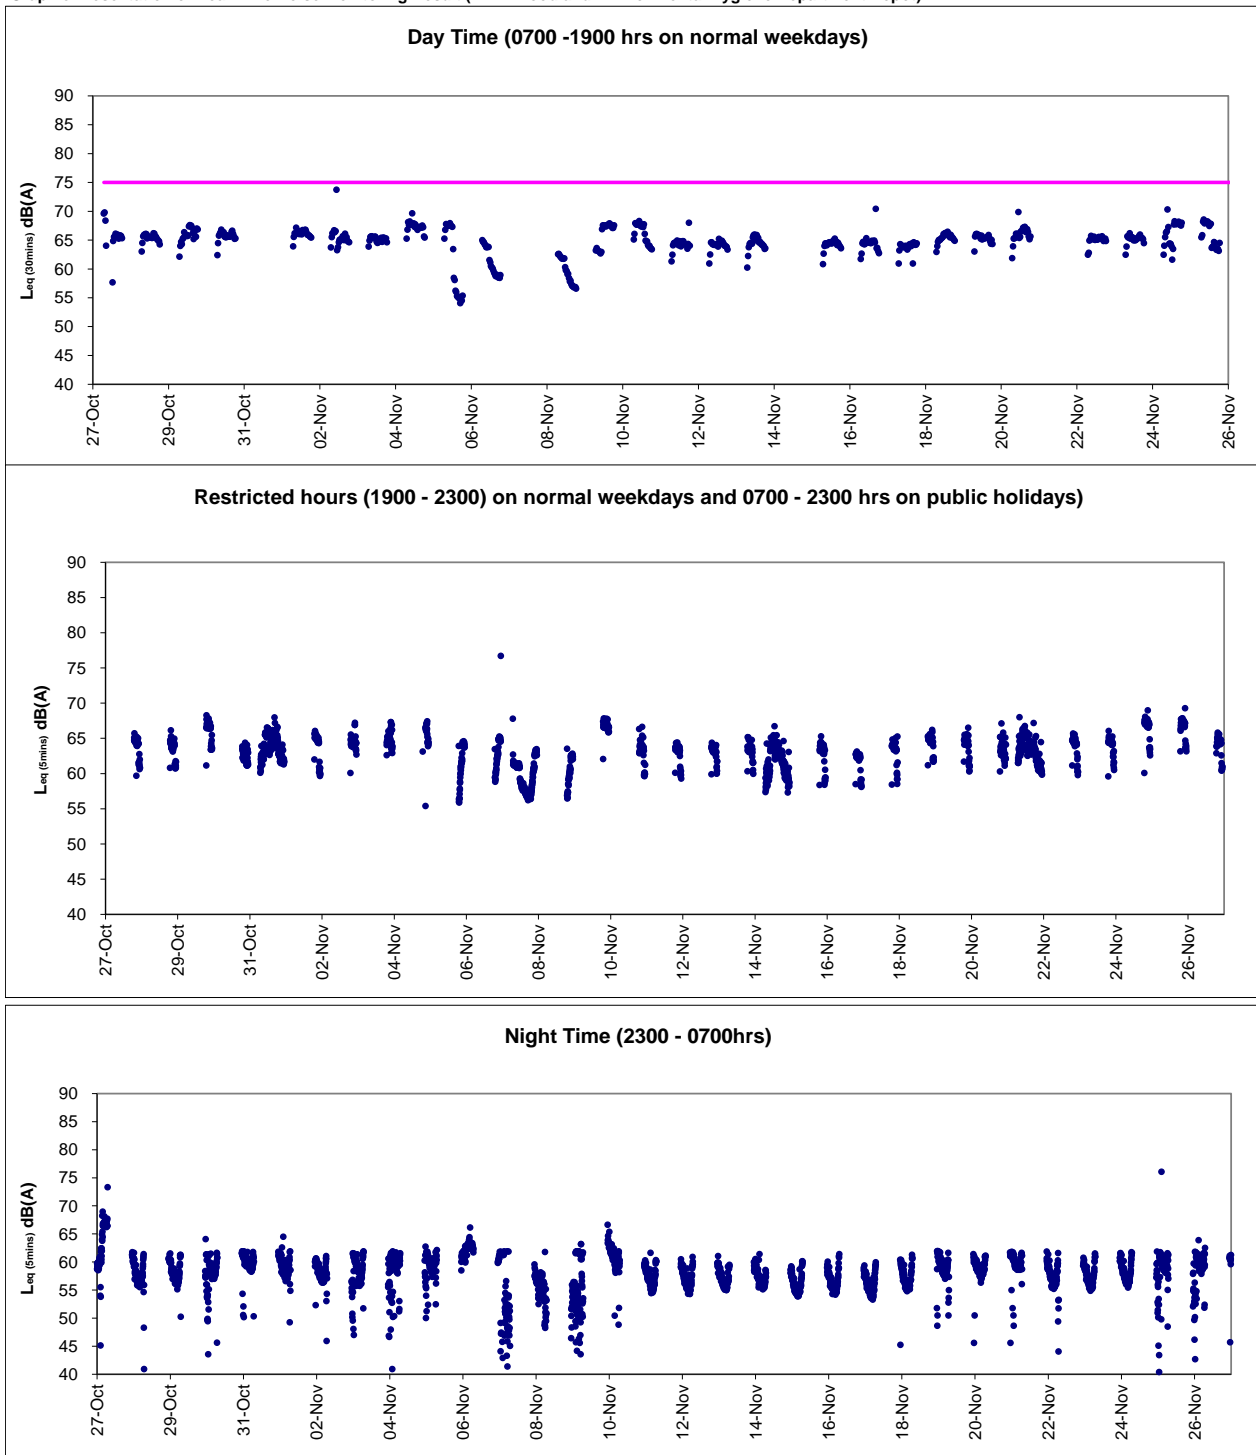 Day Time (0700 -1900 hrs on normal weekdays)
90
85
80
75
70
65
60
55
50
45
40
Leq (30mins) dB(A)
27-Oct
29-Oct
31-Oct
02-Nov
04-Nov
06-Nov
08-Nov
10-Nov
12-Nov
14-Nov
16-Nov
18-Nov
20-Nov
22-Nov
24-Nov
26-Nov
Restricted hours (1900 - 2300) on normal weekdays and 0700 - 2300 hrs on public holidays)
90
85
80
75
70
65
60
55
50
45
40
Leq (5mins) dB(A)
27-Oct
29-Oct
31-Oct
02-Nov
04-Nov
06-Nov
08-Nov
10-Nov
12-Nov
14-Nov
16-Nov
18-Nov
20-Nov
22-Nov
24-Nov
26-Nov
Night Time (2300 - 0700hrs)
90
85
80
75
70
65
60
55
50
45
40
Leq (5mins) dB(A)
27-Oct
29-Oct
31-Oct
02-Nov
04-Nov
06-Nov
08-Nov
10-Nov
12-Nov
14-Nov
16-Nov
18-Nov
20-Nov
22-Nov
24-Nov
26-Nov